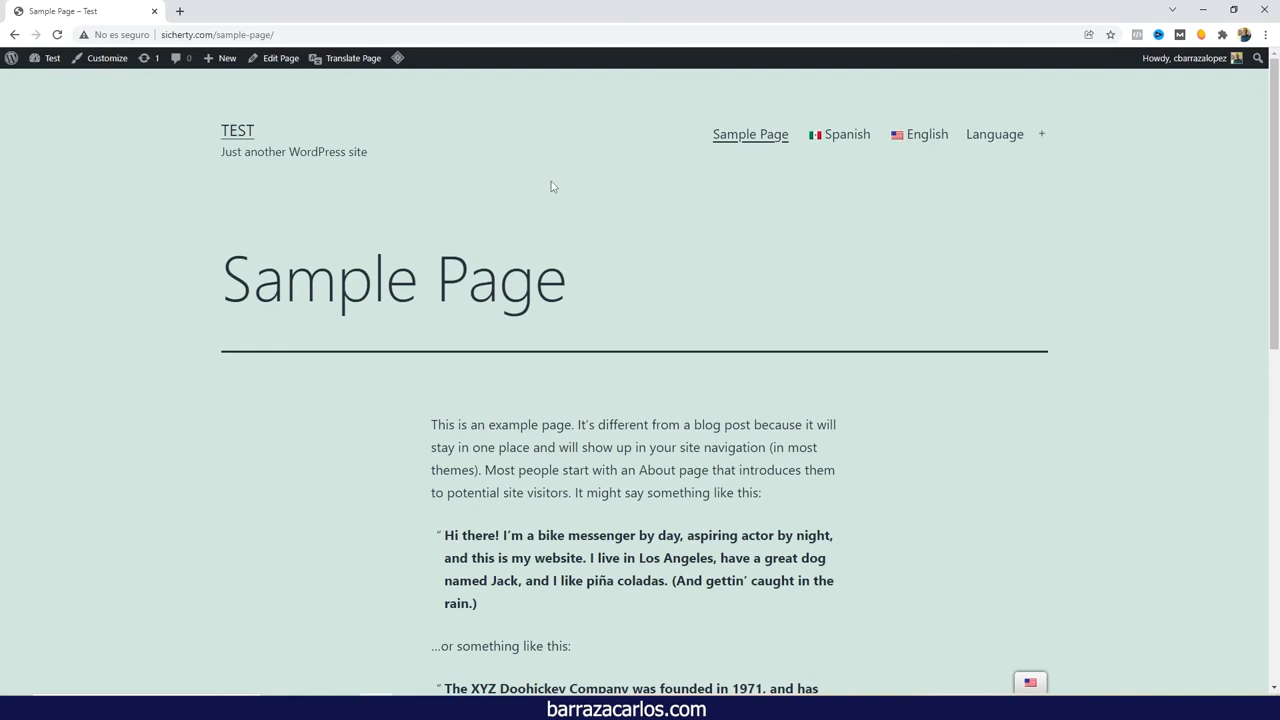 Sample Page – Test
No es seguro
sicherty.com/sample-page/
Test
Customize
1
0
New
Edit Page
Translate Page
Howdy, cbarrazalopez
TEST
Just another WordPress site
Sample Page
Spanish
English
Language
+
Sample Page
This is an example page. It’s different from a blog post because it will
stay in one place and will show up in your site navigation (in most
themes). Most people start with an About page that introduces them
to potential site visitors. It might say something like this:
“ Hi there! I’m a bike messenger by day, aspiring actor by night,
and this is my website. I live in Los Angeles, have a great dog
named Jack, and I like piña coladas. (And gettin’ caught in the
rain.)
…or something like this:
“ The XYZ Doohickey Company was founded in 1971, and has
barrazacarlos.com